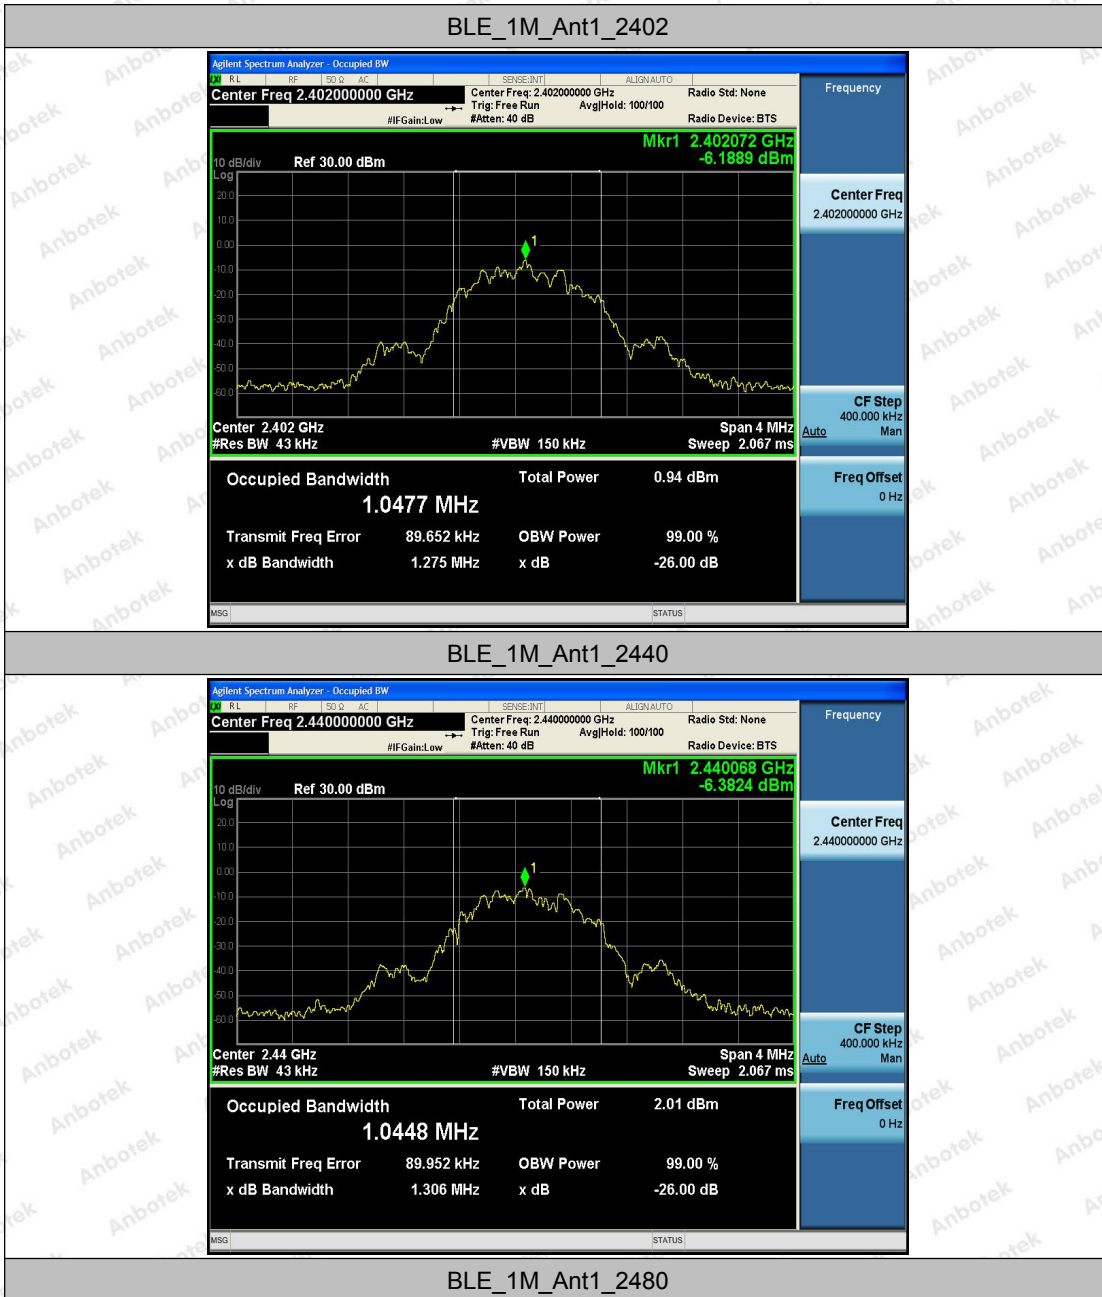 BLE_1M_Ant1_2402
Agilent Spectrum Analyzer - Occupied BW
LXI RL RF 50 Ω AC SENSE:INT ALIGN AUTO
Center Freq 2.402000000 GHz
Center Freq: 2.402000000 GHz Radio Std: None
Trig: Free Run Avg|Hold: 100/100
#IFGain:Low #Atten: 40 dB Radio Device: BTS
Mkr1 2.402072 GHz
-6.1889 dBm
10 dB/div Ref 30.00 dBm
Log
20.0
10.0
0.00
-10.0
-20.0
-30.0
-40.0
-50.0
-60.0
1
Center 2.402 GHz Span 4 MHz
#Res BW 43 kHz #VBW 150 kHz Sweep 2.067 ms
Occupied Bandwidth Total Power 0.94 dBm
1.0477 MHz
Transmit Freq Error 89.652 kHz OBW Power 99.00 %
x dB Bandwidth 1.275 MHz x dB -26.00 dB
MSG STATUS
Frequency
Center Freq
2.402000000 GHz
CF Step
400.000 kHz
Auto Man
Freq Offset
0 Hz
BLE_1M_Ant1_2440
Agilent Spectrum Analyzer - Occupied BW
LXI RL RF 50 Ω AC SENSE:INT ALIGN AUTO
Center Freq 2.440000000 GHz
Center Freq: 2.440000000 GHz Radio Std: None
Trig: Free Run Avg|Hold: 100/100
#IFGain:Low #Atten: 40 dB Radio Device: BTS
Mkr1 2.440068 GHz
-6.3824 dBm
10 dB/div Ref 30.00 dBm
Log
20.0
10.0
0.00
-10.0
-20.0
-30.0
-40.0
-50.0
-60.0
1
Center 2.44 GHz Span 4 MHz
#Res BW 43 kHz #VBW 150 kHz Sweep 2.067 ms
Occupied Bandwidth Total Power 2.01 dBm
1.0448 MHz
Transmit Freq Error 89.952 kHz OBW Power 99.00 %
x dB Bandwidth 1.306 MHz x dB -26.00 dB
MSG STATUS
Frequency
Center Freq
2.440000000 GHz
CF Step
400.000 kHz
Auto Man
Freq Offset
0 Hz
BLE_1M_Ant1_2480